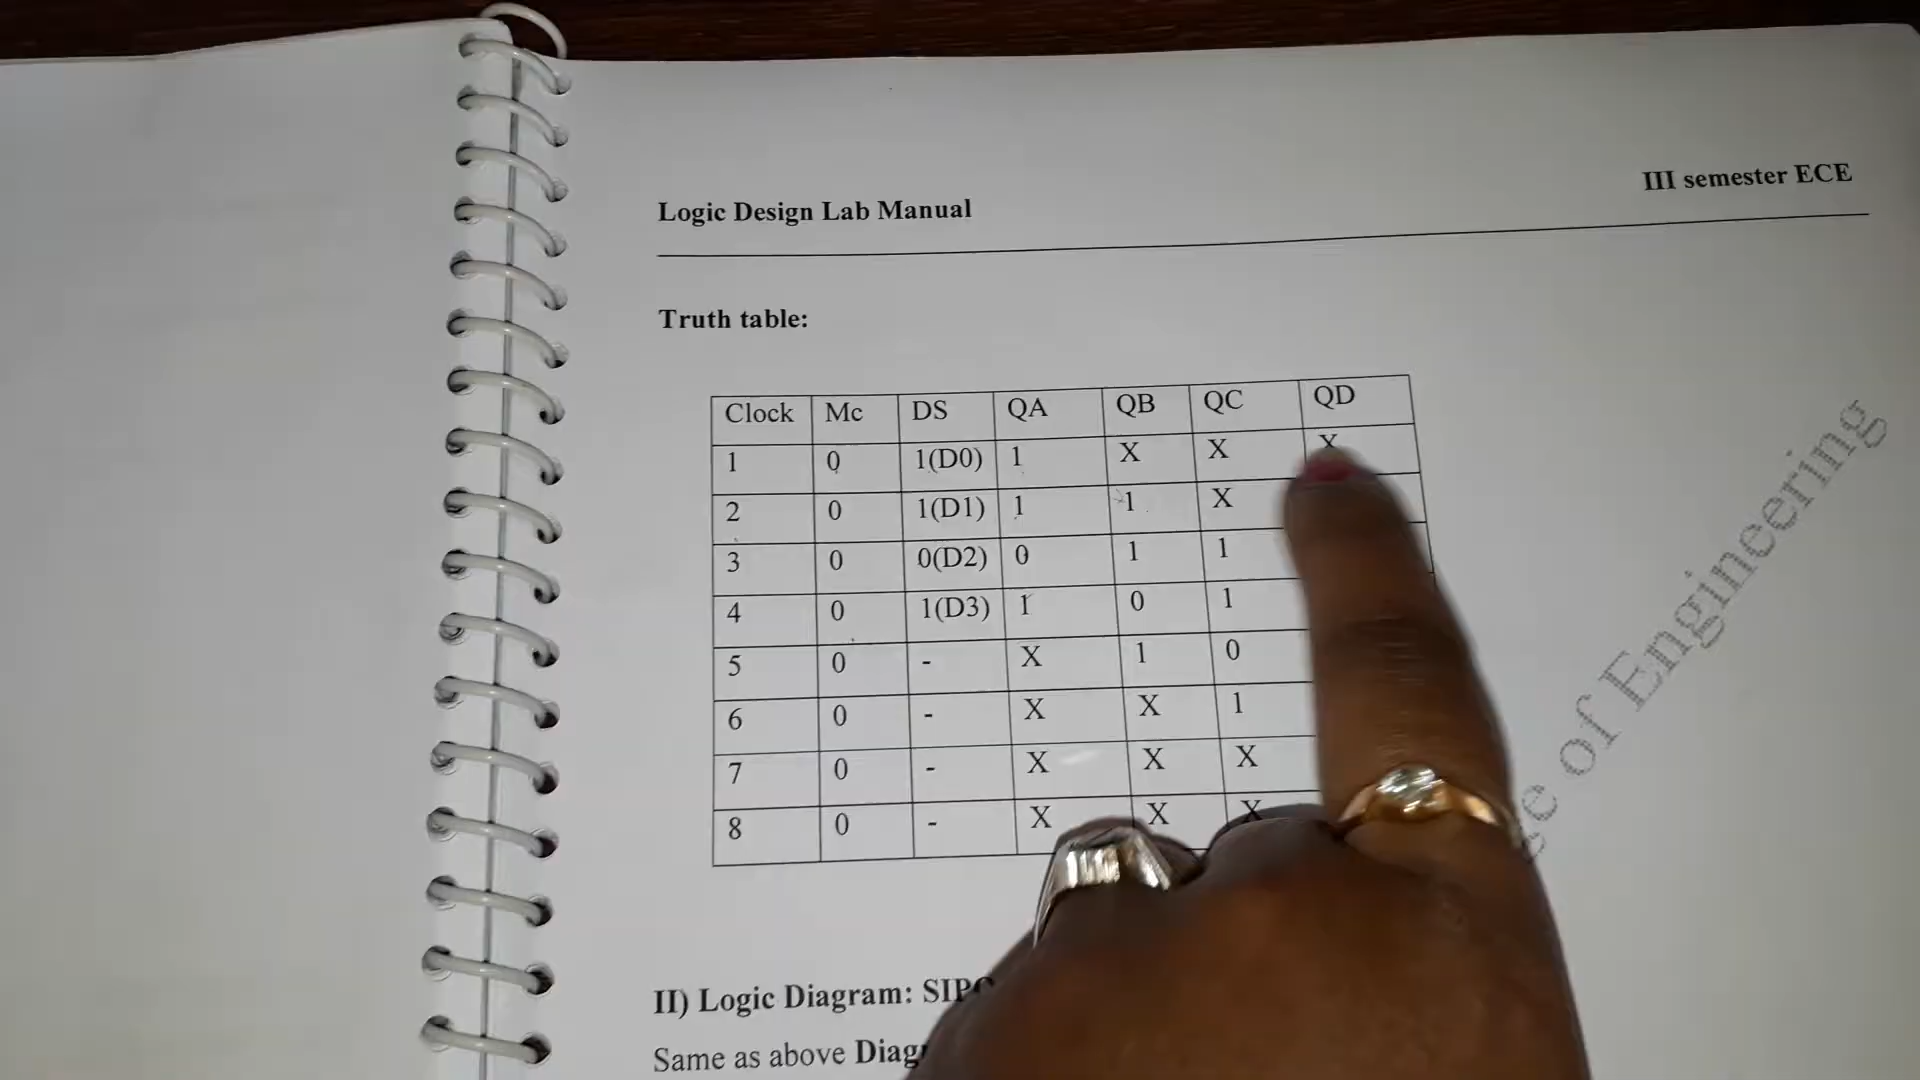 III semester ECE
Logic Design Lab Manual
Truth table:
Clock Mc DS QA QB QC QD
1 0 1(D0) 1 X X X
2 0 1(D1) 1 1 X
3 0 0(D2) 0 1 1
4 0 1(D3) 1 0 1
5 0 - X 1 0
6 0 - X X 1
7 0 - X X X
8 0 - X X X
II) Logic Diagram:
Same as above
of Engineering